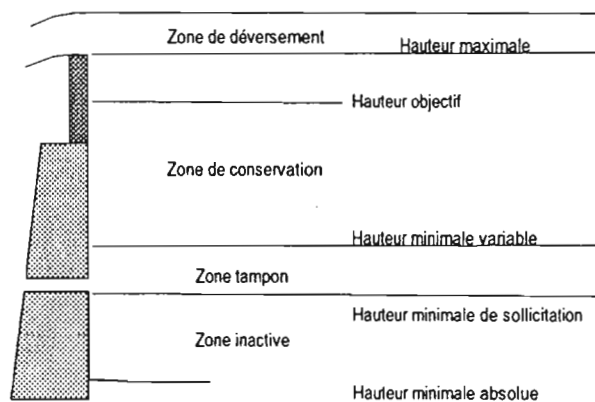 Zone de déversement
Hauteur maximale
Hauteur objectif
Zone de conservation
Hauteur minimale variable
Zone tampon
Hauteur minimale de sollicitation
Zone inactive
Hauteur minimale absolue